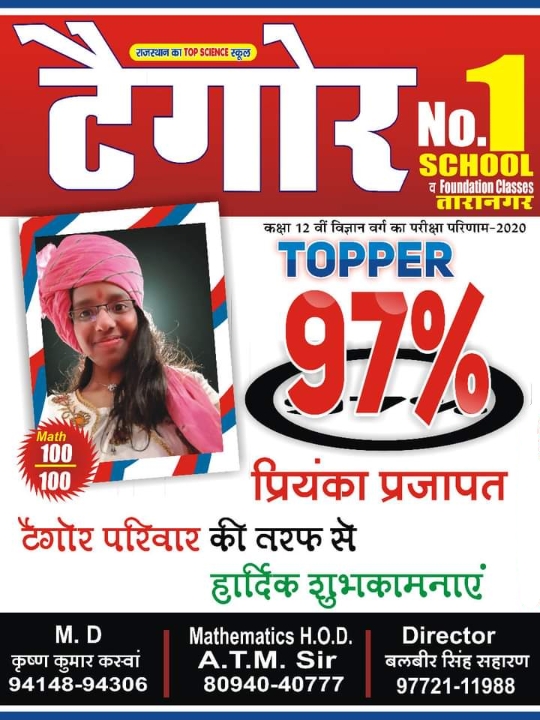 राजस्थान का TOP SCIENCE स्कूल
टैगोर
No.1
SCHOOL
व Foundation Classes
तारानगर
कक्षा 12 वीं विज्ञान वर्ग का परीक्षा परिणाम-2020
TOPPER
97%
Math
100
100
प्रियंका प्रजापत
टैगोर परिवार की तरफ से
हार्दिक शुभकामनाएं
M. D
कृष्ण कुमार कस्वां
94148-94306
Mathematics H.O.D.
A.T.M. Sir
80940-40777
Director
बलबीर सिंह सहारण
97721-11988